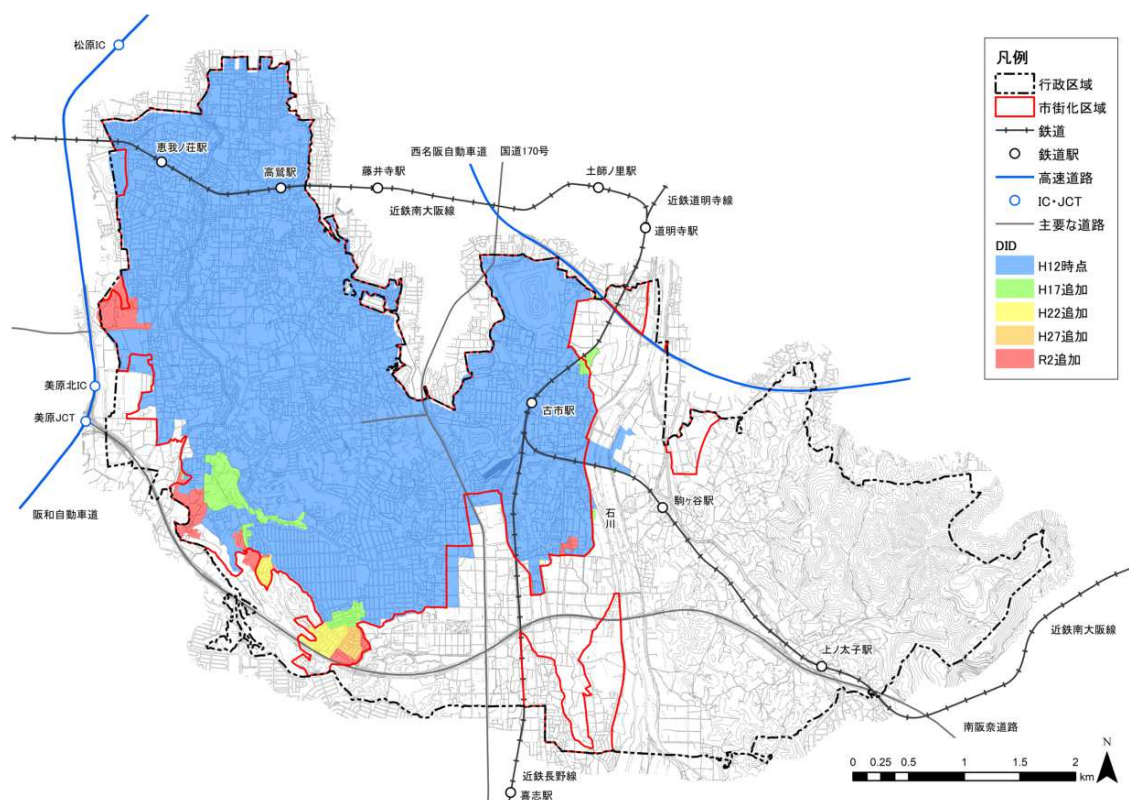 松原IC
恵我ノ荘駅
高鷲駅
藤井寺駅
西名阪自動車道
国道170号
土師ノ里駅
近鉄南大阪線
近鉄道明寺線
道明寺駅
美原北IC
美原JCT
古市駅
阪和自動車道
石川
駒ヶ谷駅
上ノ太子駅
近鉄南大阪線
南阪奈道路
近鉄長野線
喜志駅
凡例
行政区域
市街化区域
鉄道
鉄道駅
高速道路
IC・JCT
主要な道路
DID
H12時点
H17追加
H22追加
H27追加
R2追加
N
0 0.25 0.5 1 1.5 2
km